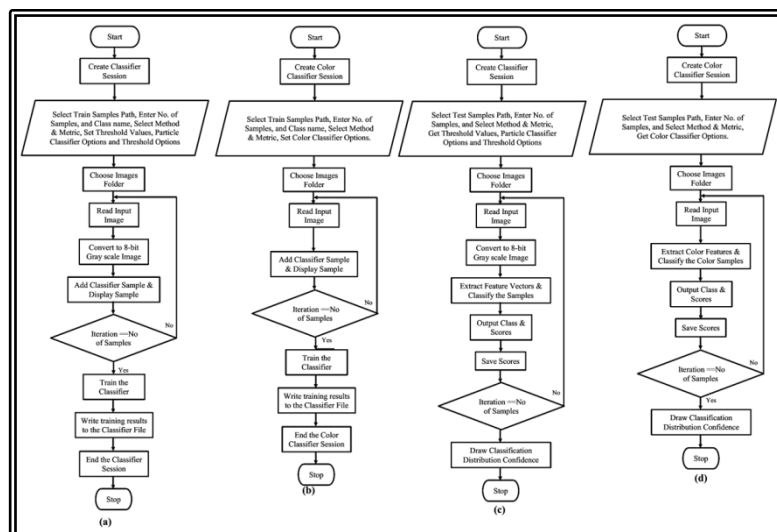 Start
Create Classifier
Session
Select Train Samples Path, Enter No. of
Samples, and Class name, Select Method
& Metric, Set Threshold Values, Particle
Classifier Options and Threshold Options
Choose Images
Folder
Read Input
Image
Convert to 8-bit
Gray scale Image
Add Classifier Sample &
Display Sample
Iteration ==No
of Samples
No
Yes
Train the
Classifier
Write training results
to the Classifier File
End the Classifier
Session
Stop
(a)
Start
Create Color
Classifier Session
Select Train Samples Path, Enter No. of
Samples, and Class name, Select Method
& Metric, Set Color Classifier Options.
Choose Images
Folder
Read Input
Image
Add Classifier Sample
& Display Sample
Iteration ==No
of Samples
No
Yes
Train the
Classifier
Write training results
to the Classifier File
End the Color
Classifier Session
Stop
(b)
Start
Create Classifier
Session
Select Test Samples Path, Enter No. of
Samples, and Select Method & Metric,
Get Threshold Values, Particle Classifier
Options and Threshold Options
Choose Images
Folder
Read Input
Image
Convert to 8-bit
Gray scale Image
Extract Feature Vectors &
Classify the Samples
Output Class &
Scores
Save Scores
Iteration ==No
of Samples
No
Draw Classification
Distribution Confidence
Stop
(c)
Start
Create Color
Classifier Session
Select Test Samples Path, Enter No. of
Samples, and Select Method & Metric,
Get Color Classifier Options.
Choose Images
Folder
Read Input
Image
Extract Color Features &
Classify the Color Samples
Output Class &
Scores
Save Scores
Iteration ==No
of Samples
No
Yes
Draw Classification
Distribution Confidence
Stop
(d)